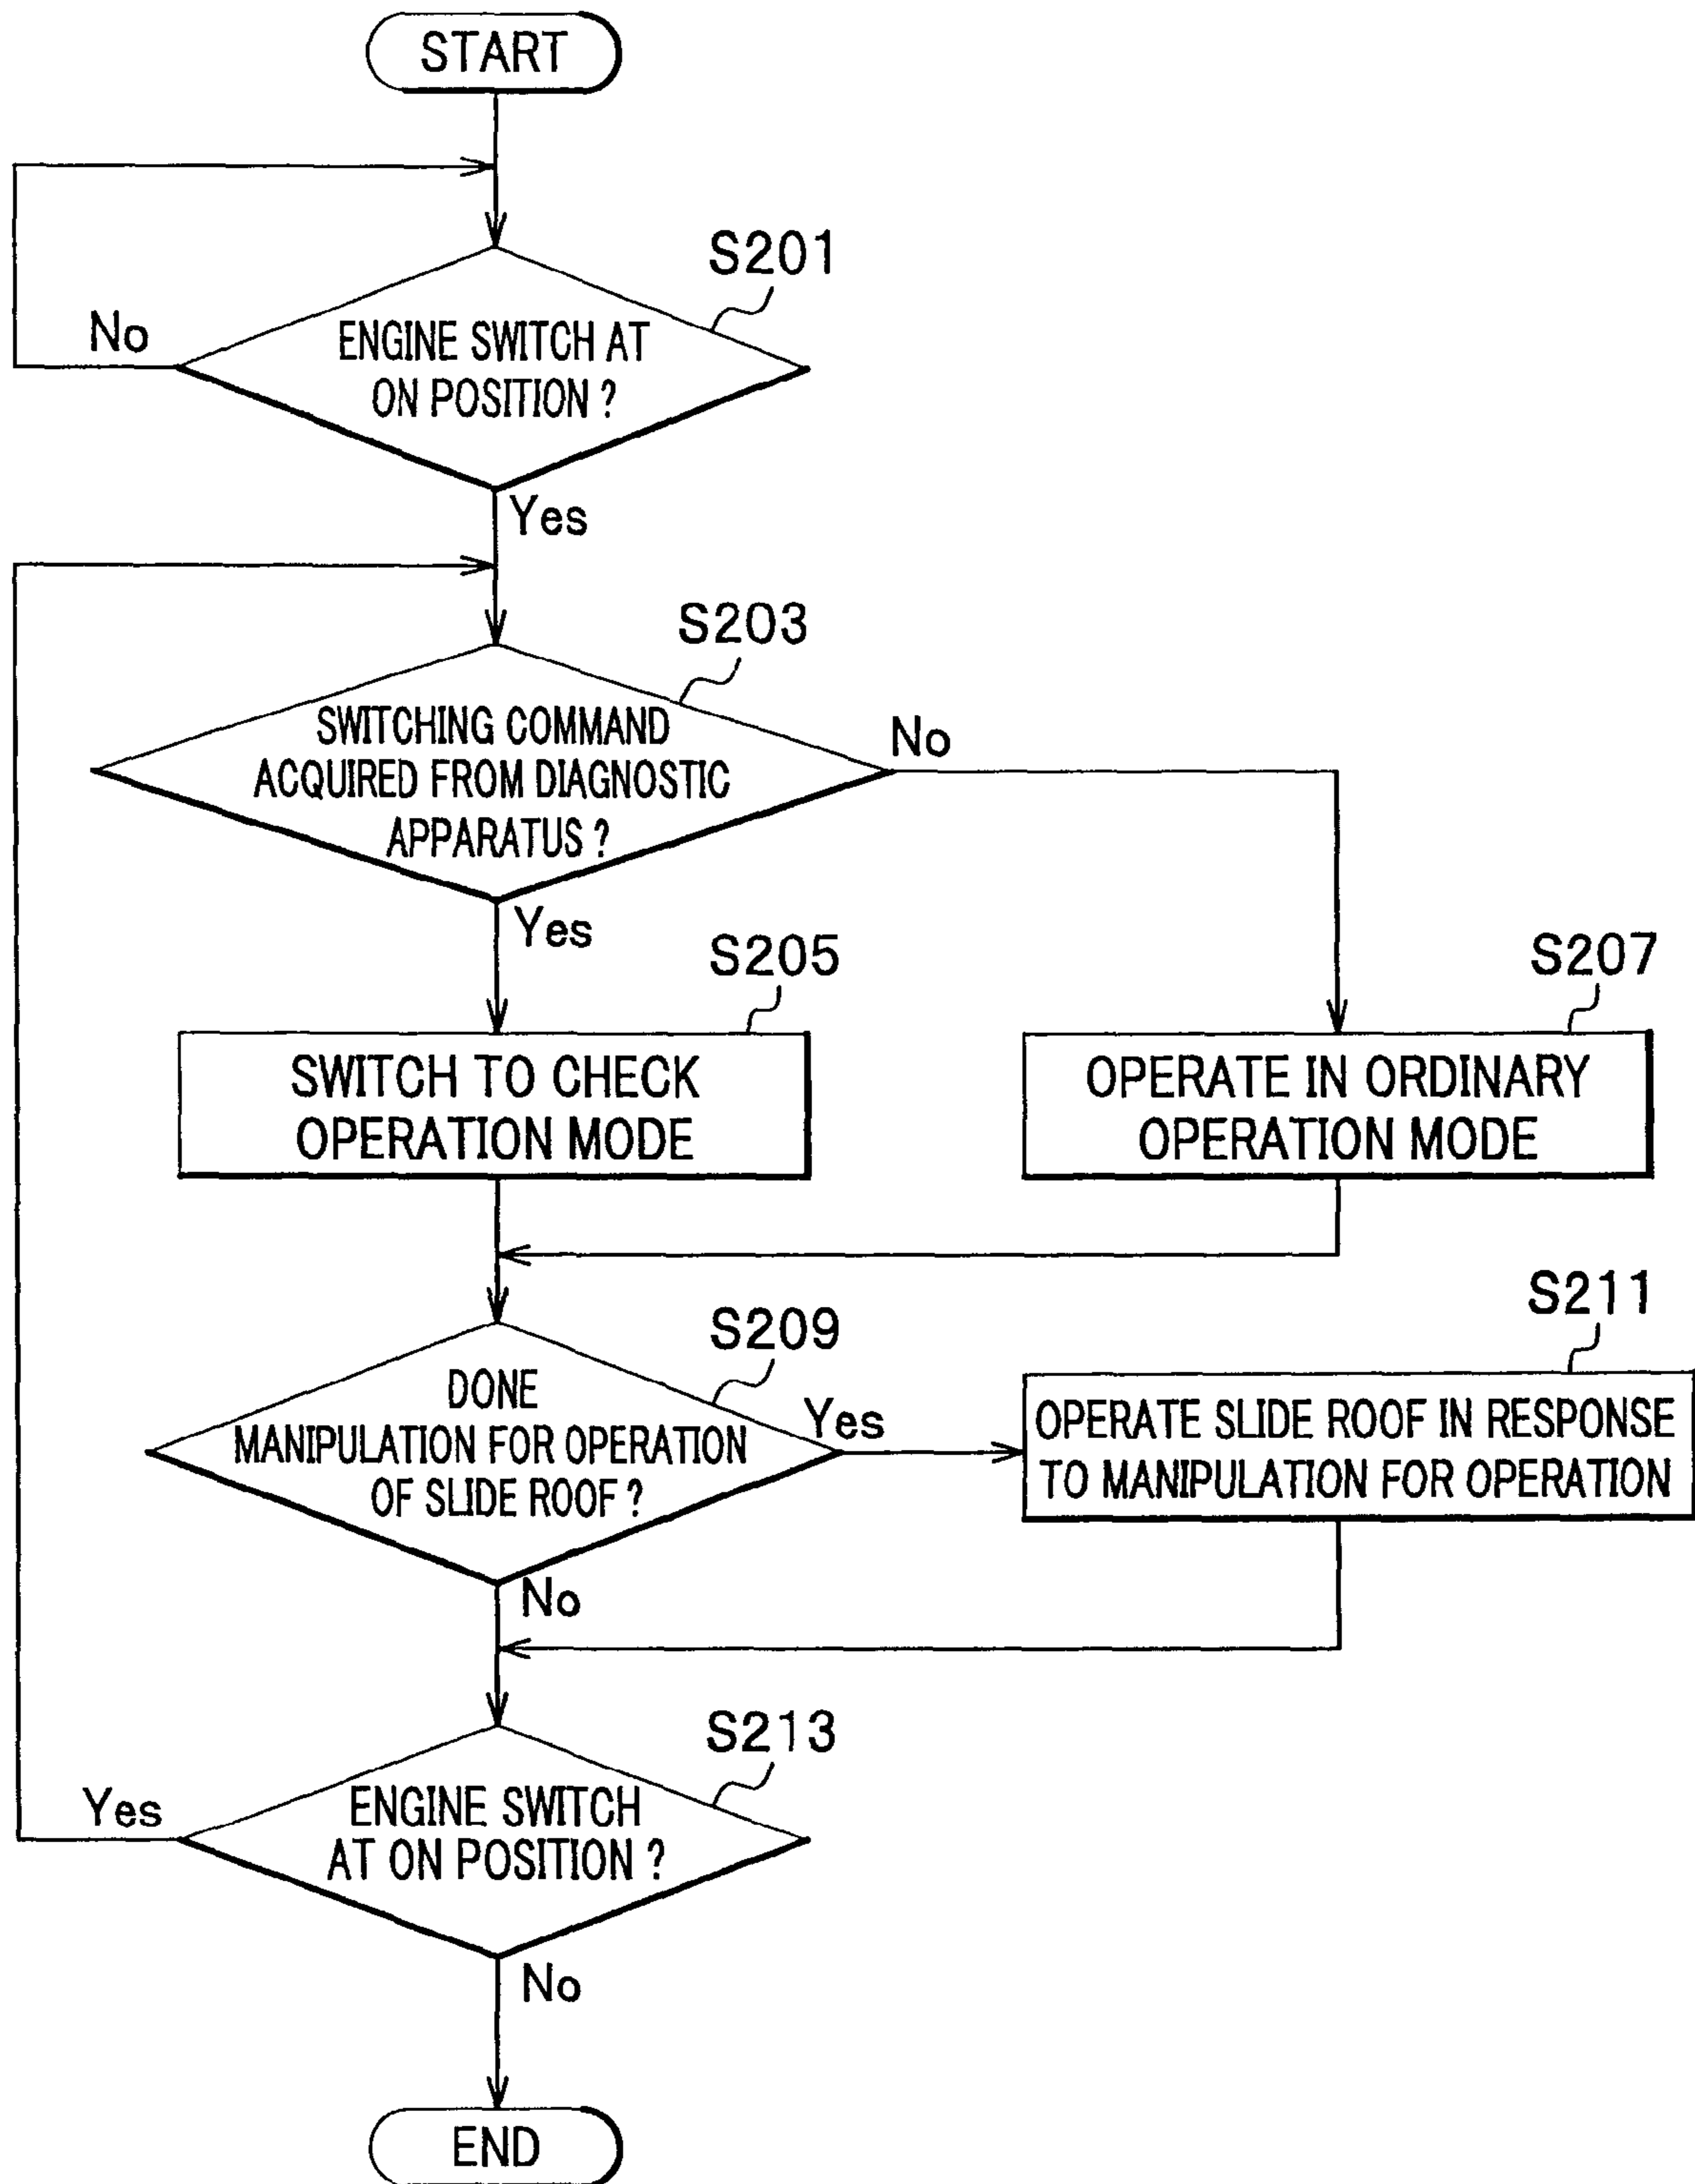 START
S201
No
ENGINE SWITCH AT
ON POSITION ?
Yes
S203
SWITCHING COMMAND
ACQUIRED FROM DIAGNOSTIC
APPARATUS ?
No
Yes
S205
S207
SWITCH TO CHECK
OPERATION MODE
OPERATE IN ORDINARY
OPERATION MODE
S209
S211
DONE
MANIPULATION FOR OPERATION
OF SLIDE ROOF ?
Yes
OPERATE SLIDE ROOF IN RESPONSE
TO MANIPULATION FOR OPERATION
No
S213
Yes
ENGINE SWITCH
AT ON POSITION ?
No
END